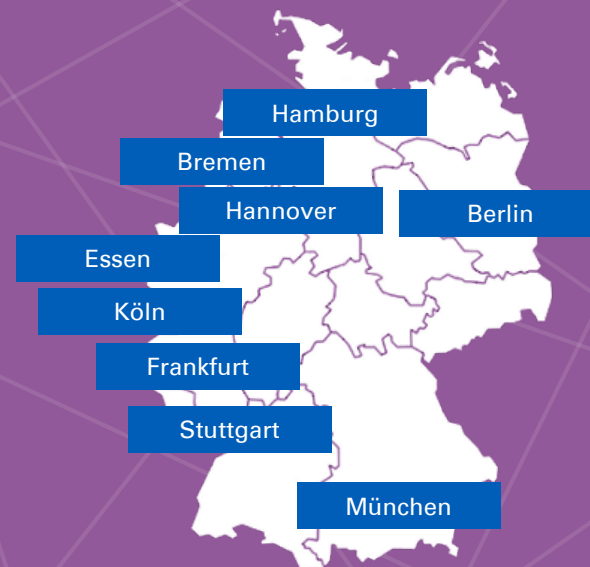 Hamburg
Bremen
Hannover
Berlin
Essen
Köln
Frankfurt
Stuttgart
München